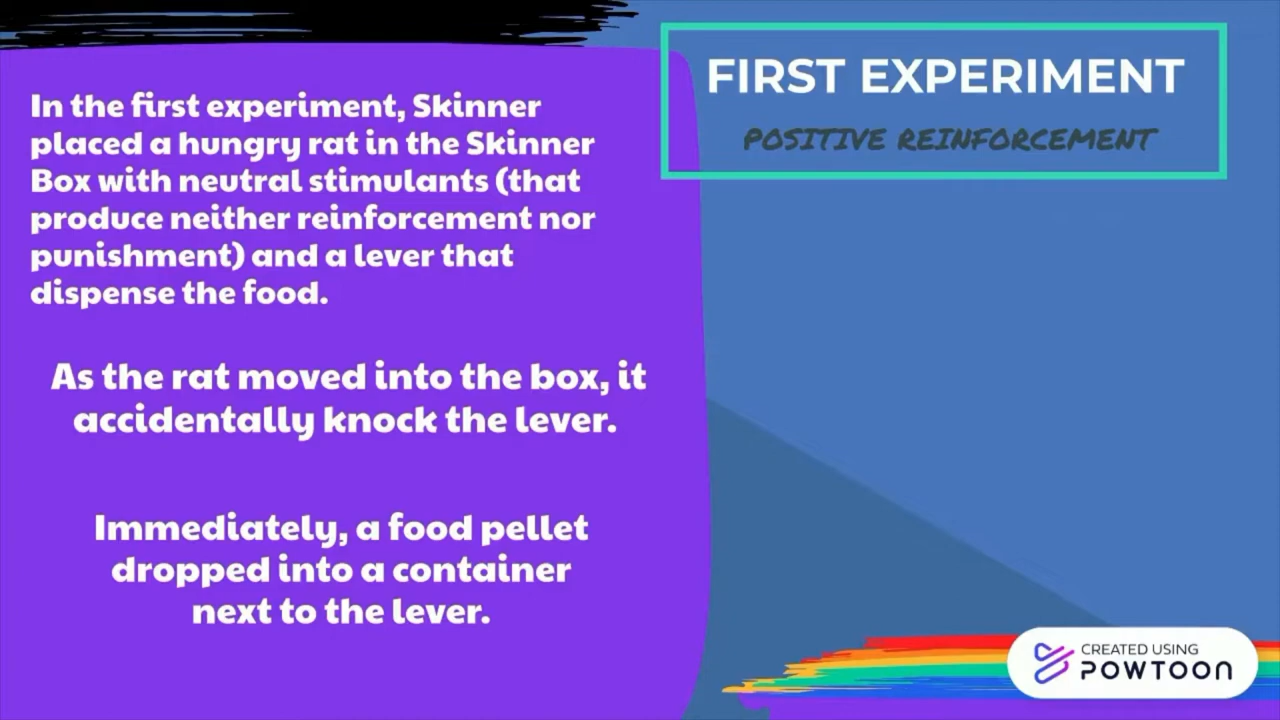 FIRST EXPERIMENT
POSITIVE REINFORCEMENT
In the first experiment, Skinner
placed a hungry rat in the Skinner
Box with neutral stimulants (that
produce neither reinforcement nor
punishment) and a lever that
dispense the food.
As the rat moved into the box, it
accidentally knock the lever.
Immediately, a food pellet
dropped into a container
next to the lever.
CREATED USING
POWTOON